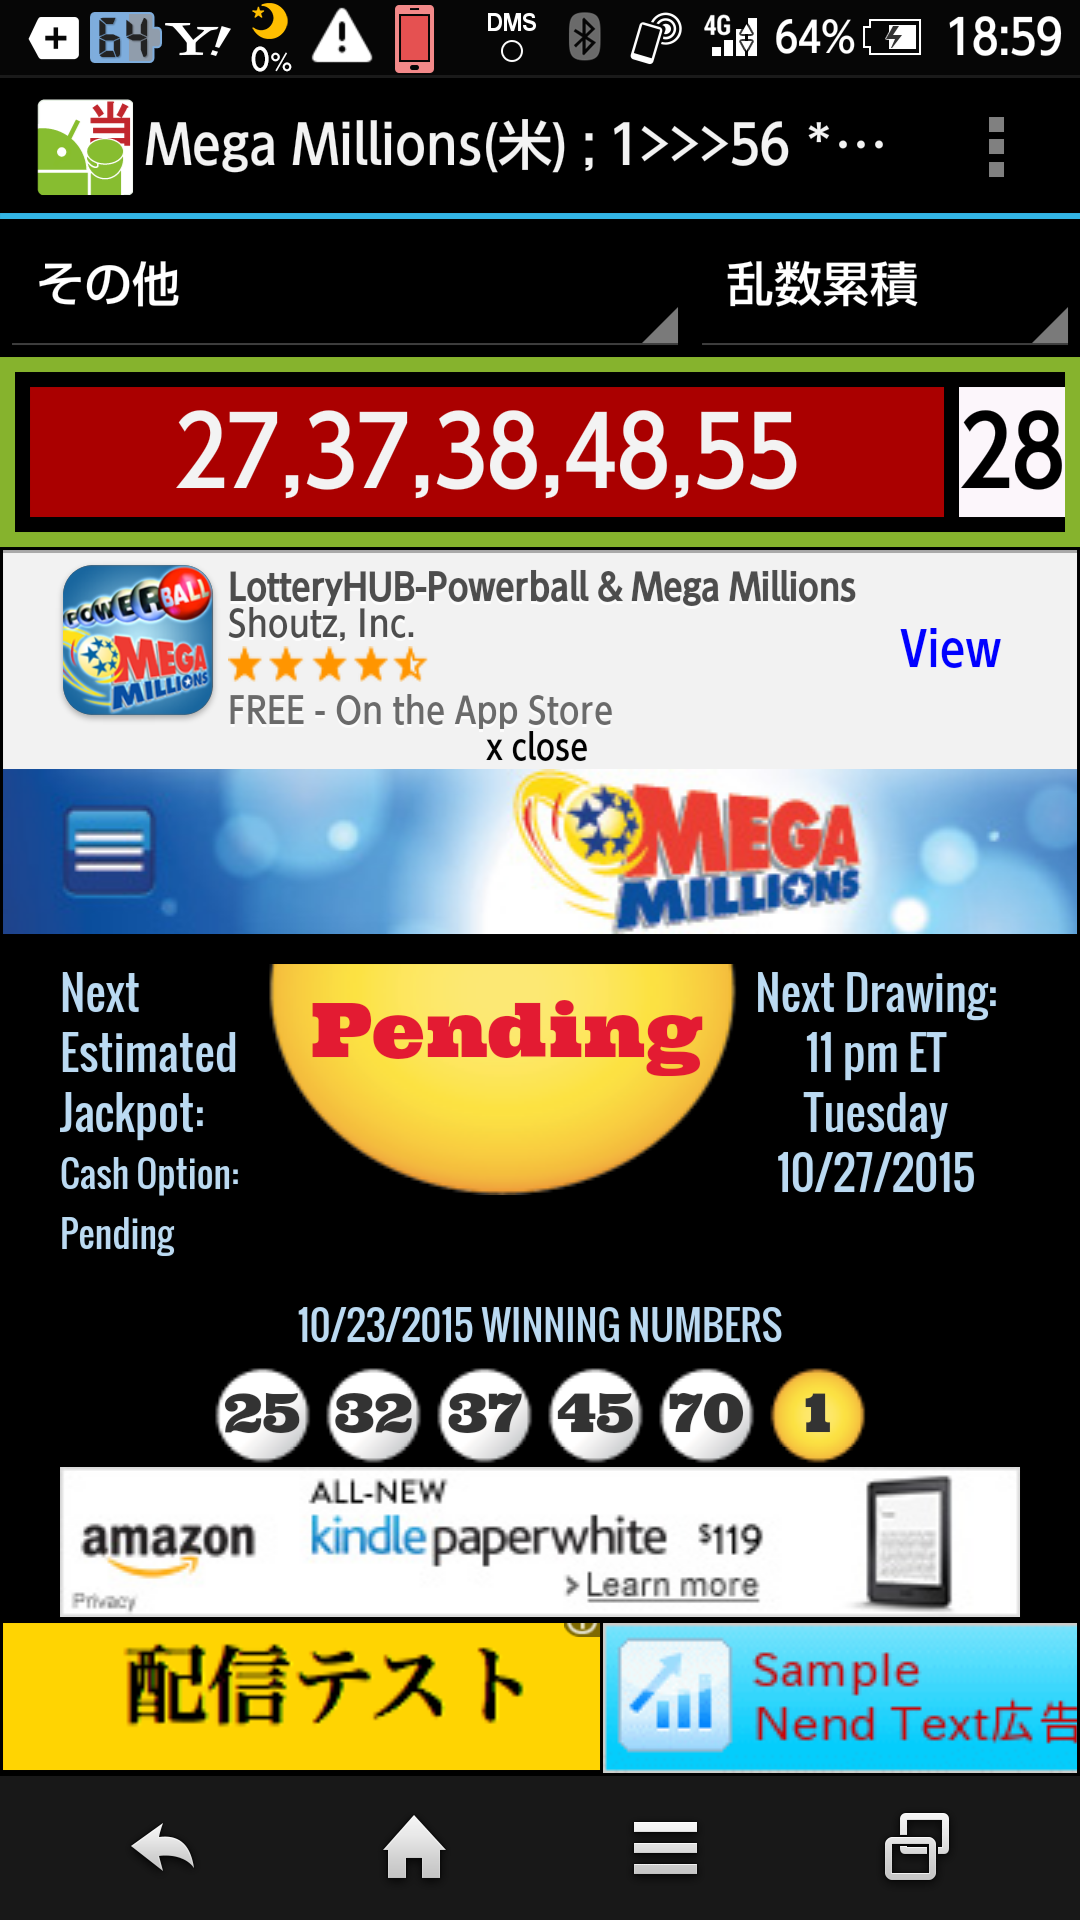 64 Y! 0% DMS 4G 64% 18:59
当 Mega Millions(米) ; 1>>>56 *…
その他 乱数累積
27,37,38,48,55 28
POWERBALL
MEGA MILLIONS
LotteryHUB-Powerball & Mega Millions
Shoutz, Inc.
FREE - On the App Store
View
x close
MEGA MILLIONS
Next
Estimated
Jackpot:
Cash Option:
Pending
Pending
Next Drawing:
11 pm ET
Tuesday
10/27/2015
10/23/2015 WINNING NUMBERS
25 32 37 45 70 1
amazon
Privacy
ALL-NEW
kindle paperwhite $119
> Learn more
配信テスト
Sample
Nend Text広告